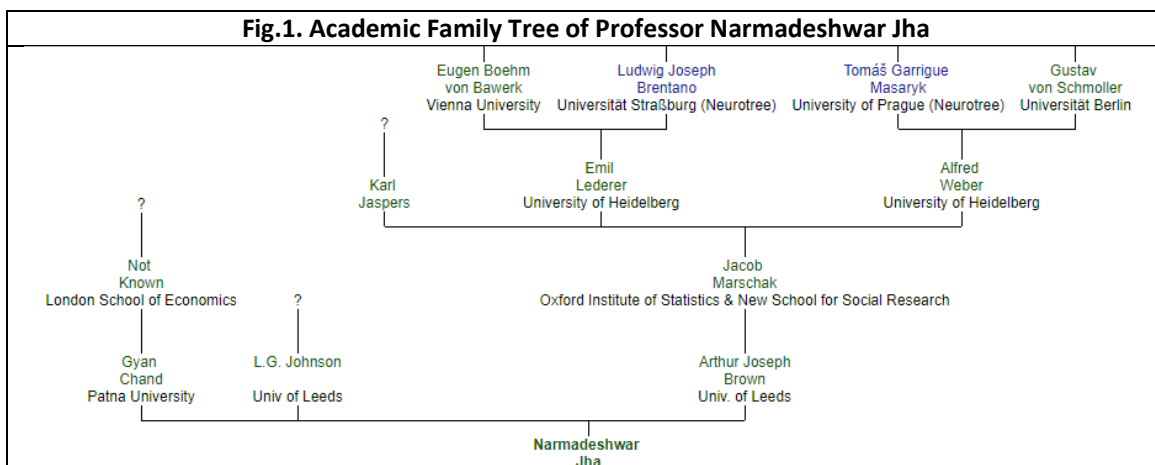 Fig.1. Academic Family Tree of Professor Narmadeshwar Jha
Eugen Boehm
von Bawerk
Vienna University
Ludwig Joseph
Brentano
Universität Straßburg (Neurotree)
Tomáš Garrigue
Masaryk
University of Prague (Neurotree)
Gustav
von Schmoller
Universität Berlin
?
Karl
Jaspers
Emil
Lederer
University of Heidelberg
Alfred
Weber
University of Heidelberg
?
Not
Known
London School of Economics
?
Jacob
Marschak
Oxford Institute of Statistics & New School for Social Research
Gyan
Chand
Patna University
L.G. Johnson
Univ of Leeds
Arthur Joseph
Brown
Univ. of Leeds
Narmadeshwar
Jha